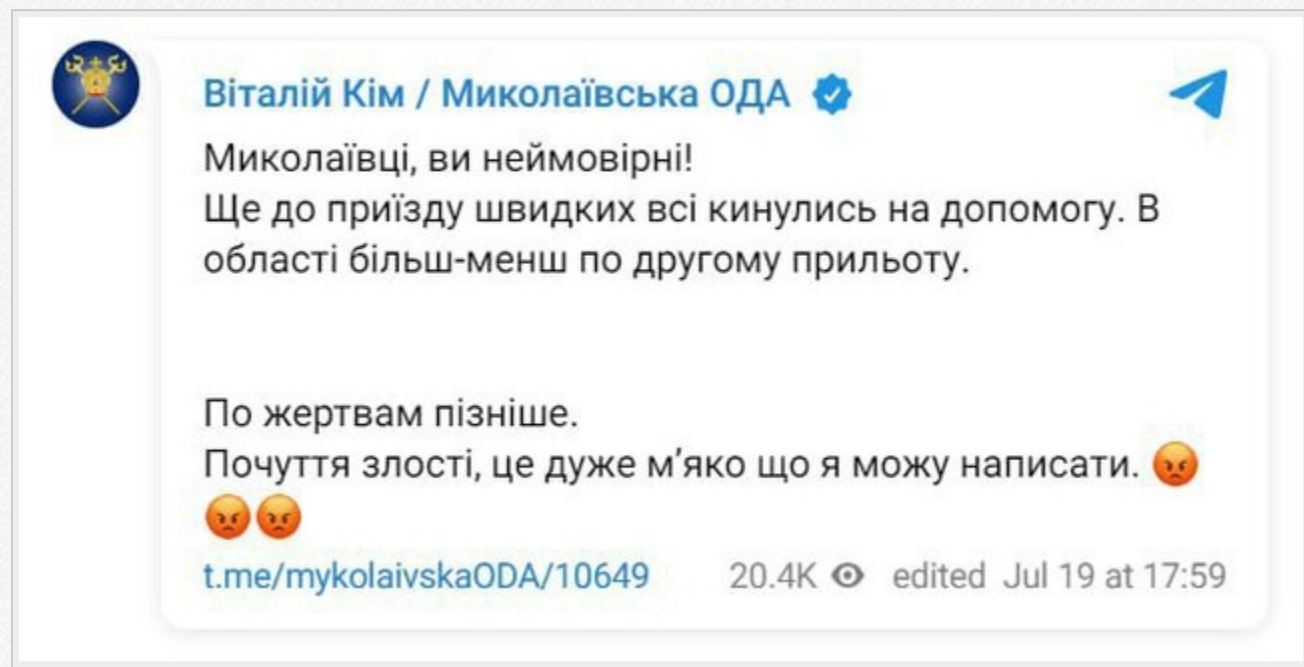 Віталій Кім / Миколаївська ОДА
Миколаївці, ви неймовірні!
Ще до приїзду швидких всі кинулись на допомогу. В
області більш-менш по другому прильоту.
По жертвам пізніше.
Почуття злості, це дуже м’яко що я можу написати. 😡
😡😡
t.me/mykolaivskaODA/10649 20.4K edited Jul 19 at 17:59